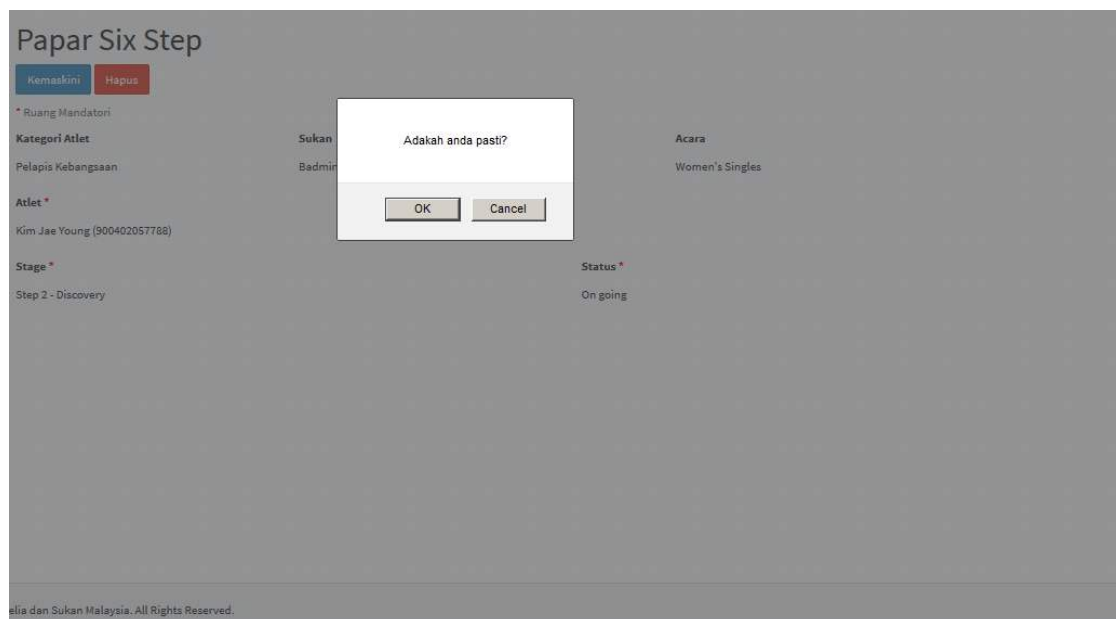 Papar Six Step
Kemaskini Hapus
* Ruang Mandatori
Kategori Atlet Sukan Acara
Pelapis Kebangsaan Badmin Women's Singles
Adakah anda pasti?
OK Cancel
Atlet *
Kim Jae Young (900402057788)
Stage * Status *
Step 2 - Discovery On going
elia dan Sukan Malaysia. All Rights Reserved.